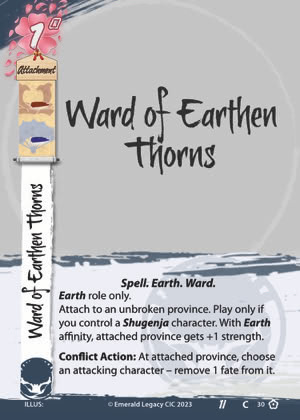 1
Attachment
Ward of Earthen
Thorns
Ward of Earthen Thorns
Spell. Earth. Ward.
Earth role only.
Attach to an unbroken province. Play only if
you control a Shugenja character. With Earth
affinity, attached province gets +1 strength.
Conflict Action: At attached province, choose
an attacking character – remove 1 fate from it.
ILLUS:
© Emerald Legacy CIC 2023
C
30